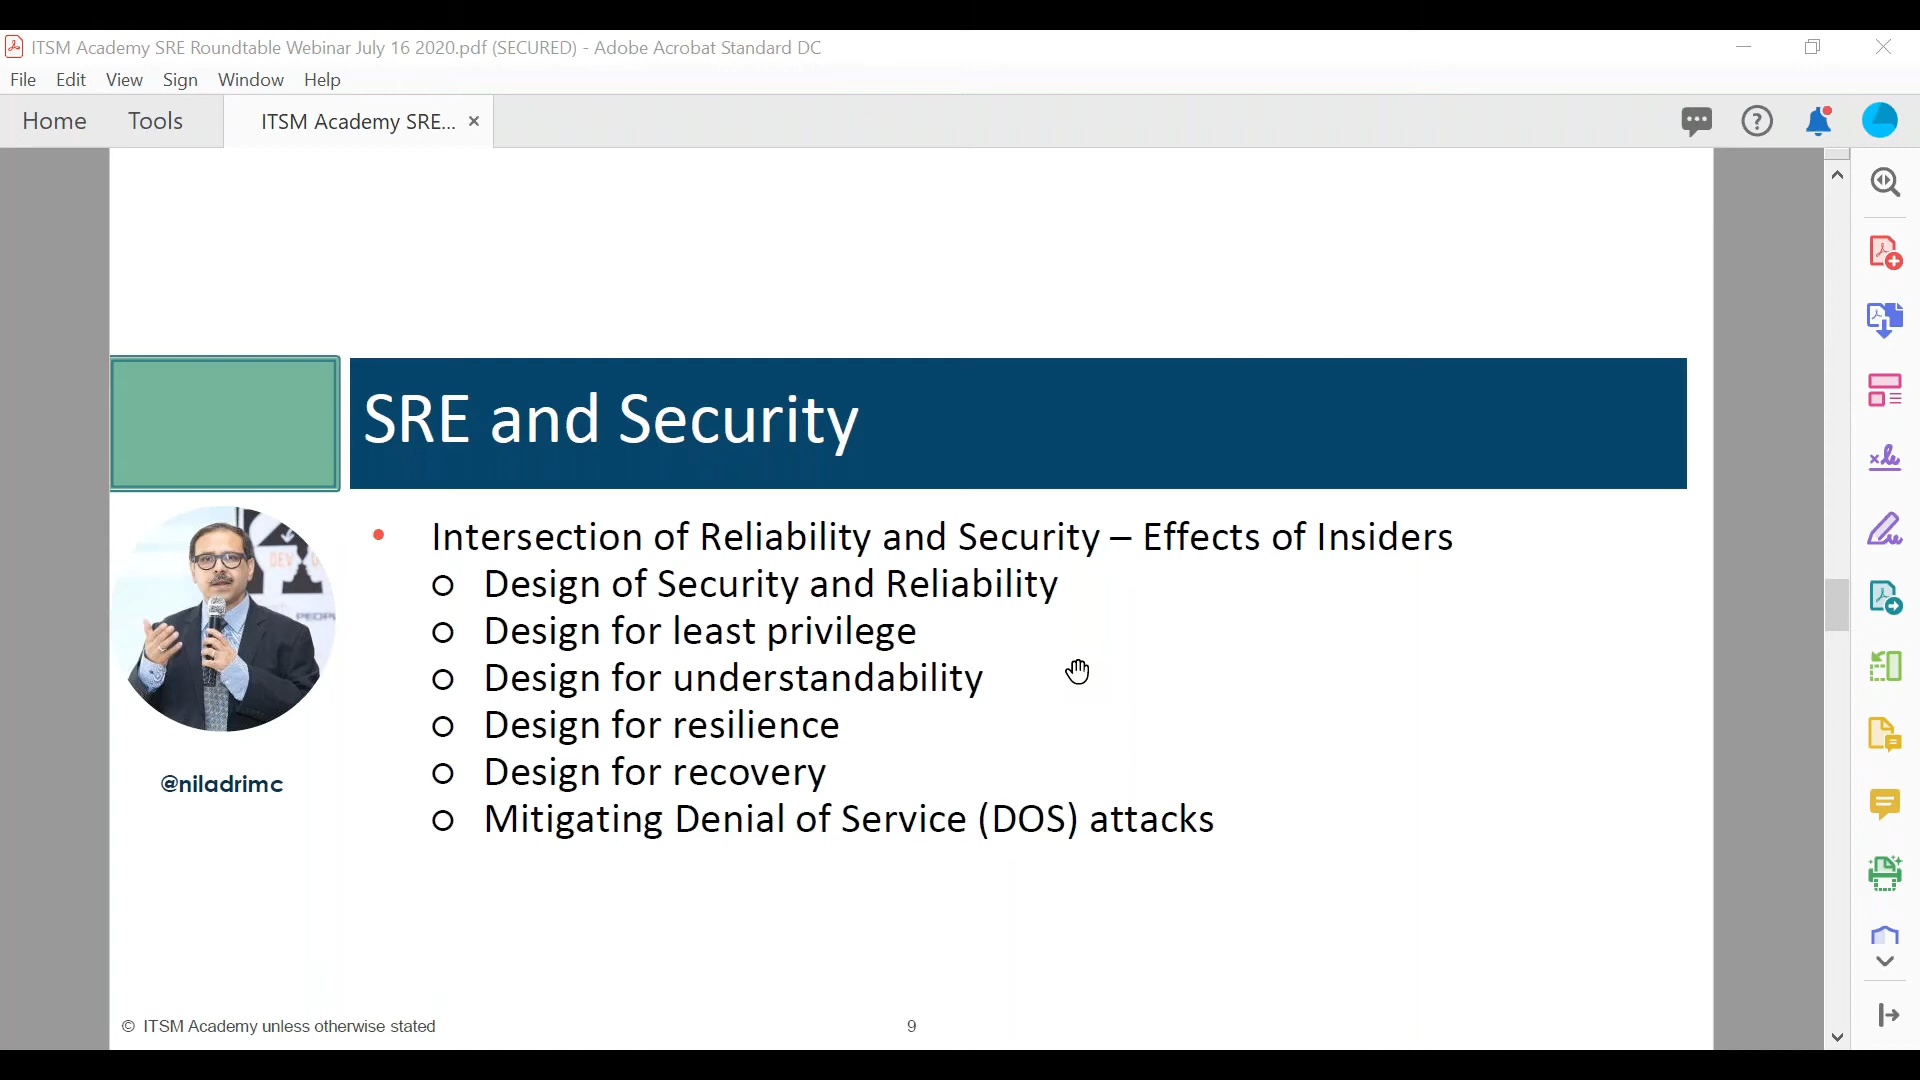 ITSM Academy SRE Roundtable Webinar July 16 2020.pdf (SECURED) - Adobe Acrobat Standard DC
File Edit View Sign Window Help
Home Tools ITSM Academy SRE...
SRE and Security
Intersection of Reliability and Security – Effects of Insiders
Design of Security and Reliability
Design for least privilege
Design for understandability
Design for resilience
Design for recovery
Mitigating Denial of Service (DOS) attacks
@niladrimc
© ITSM Academy unless otherwise stated
9